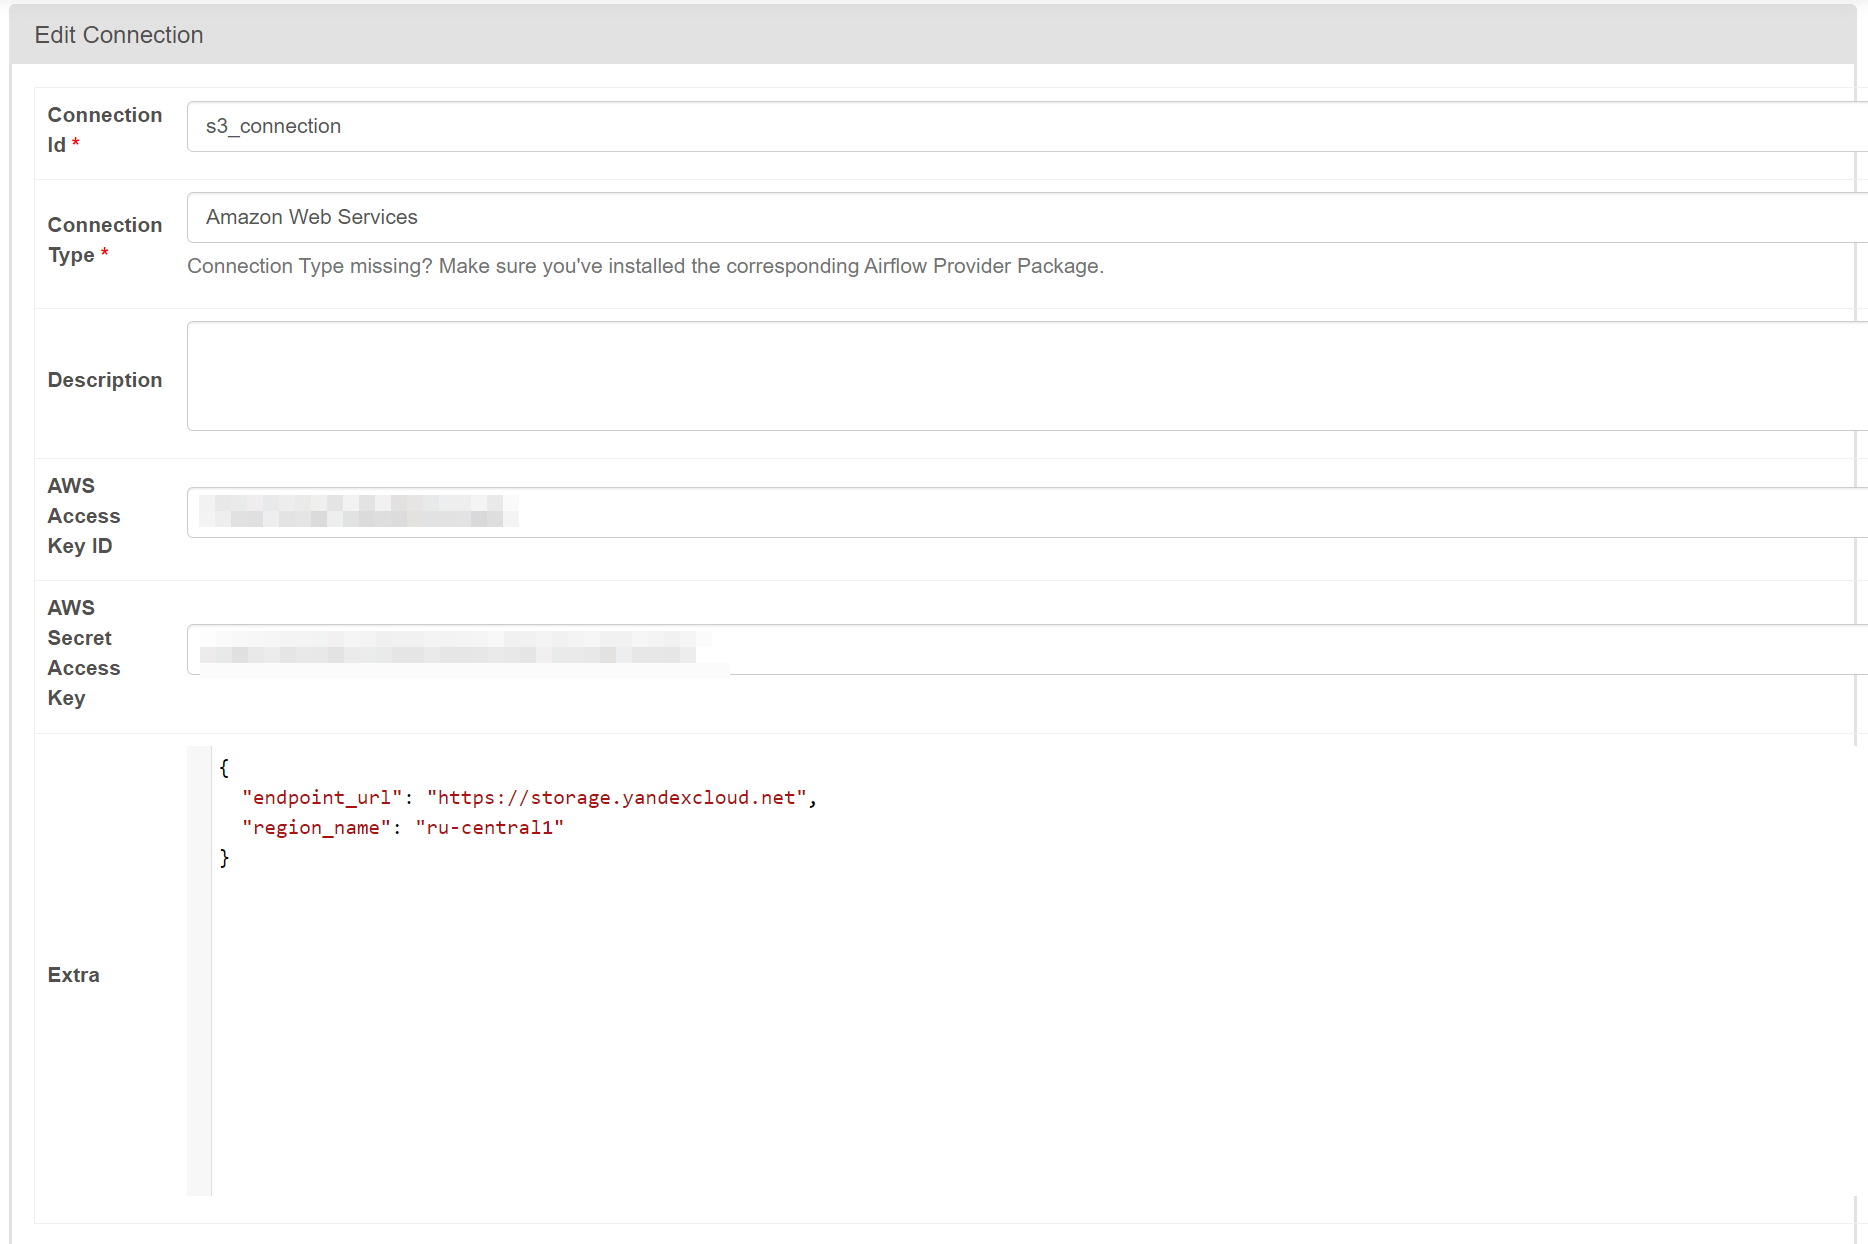 Edit Connection
Connection
Id *
s3_connection
Connection
Type *
Amazon Web Services
Connection Type missing? Make sure you've installed the corresponding Airflow Provider Package.
Description
AWS
Access
Key ID
AWS
Secret
Access
Key
Extra
{
  "endpoint_url": "https://storage.yandexcloud.net",
  "region_name": "ru-central1"
}